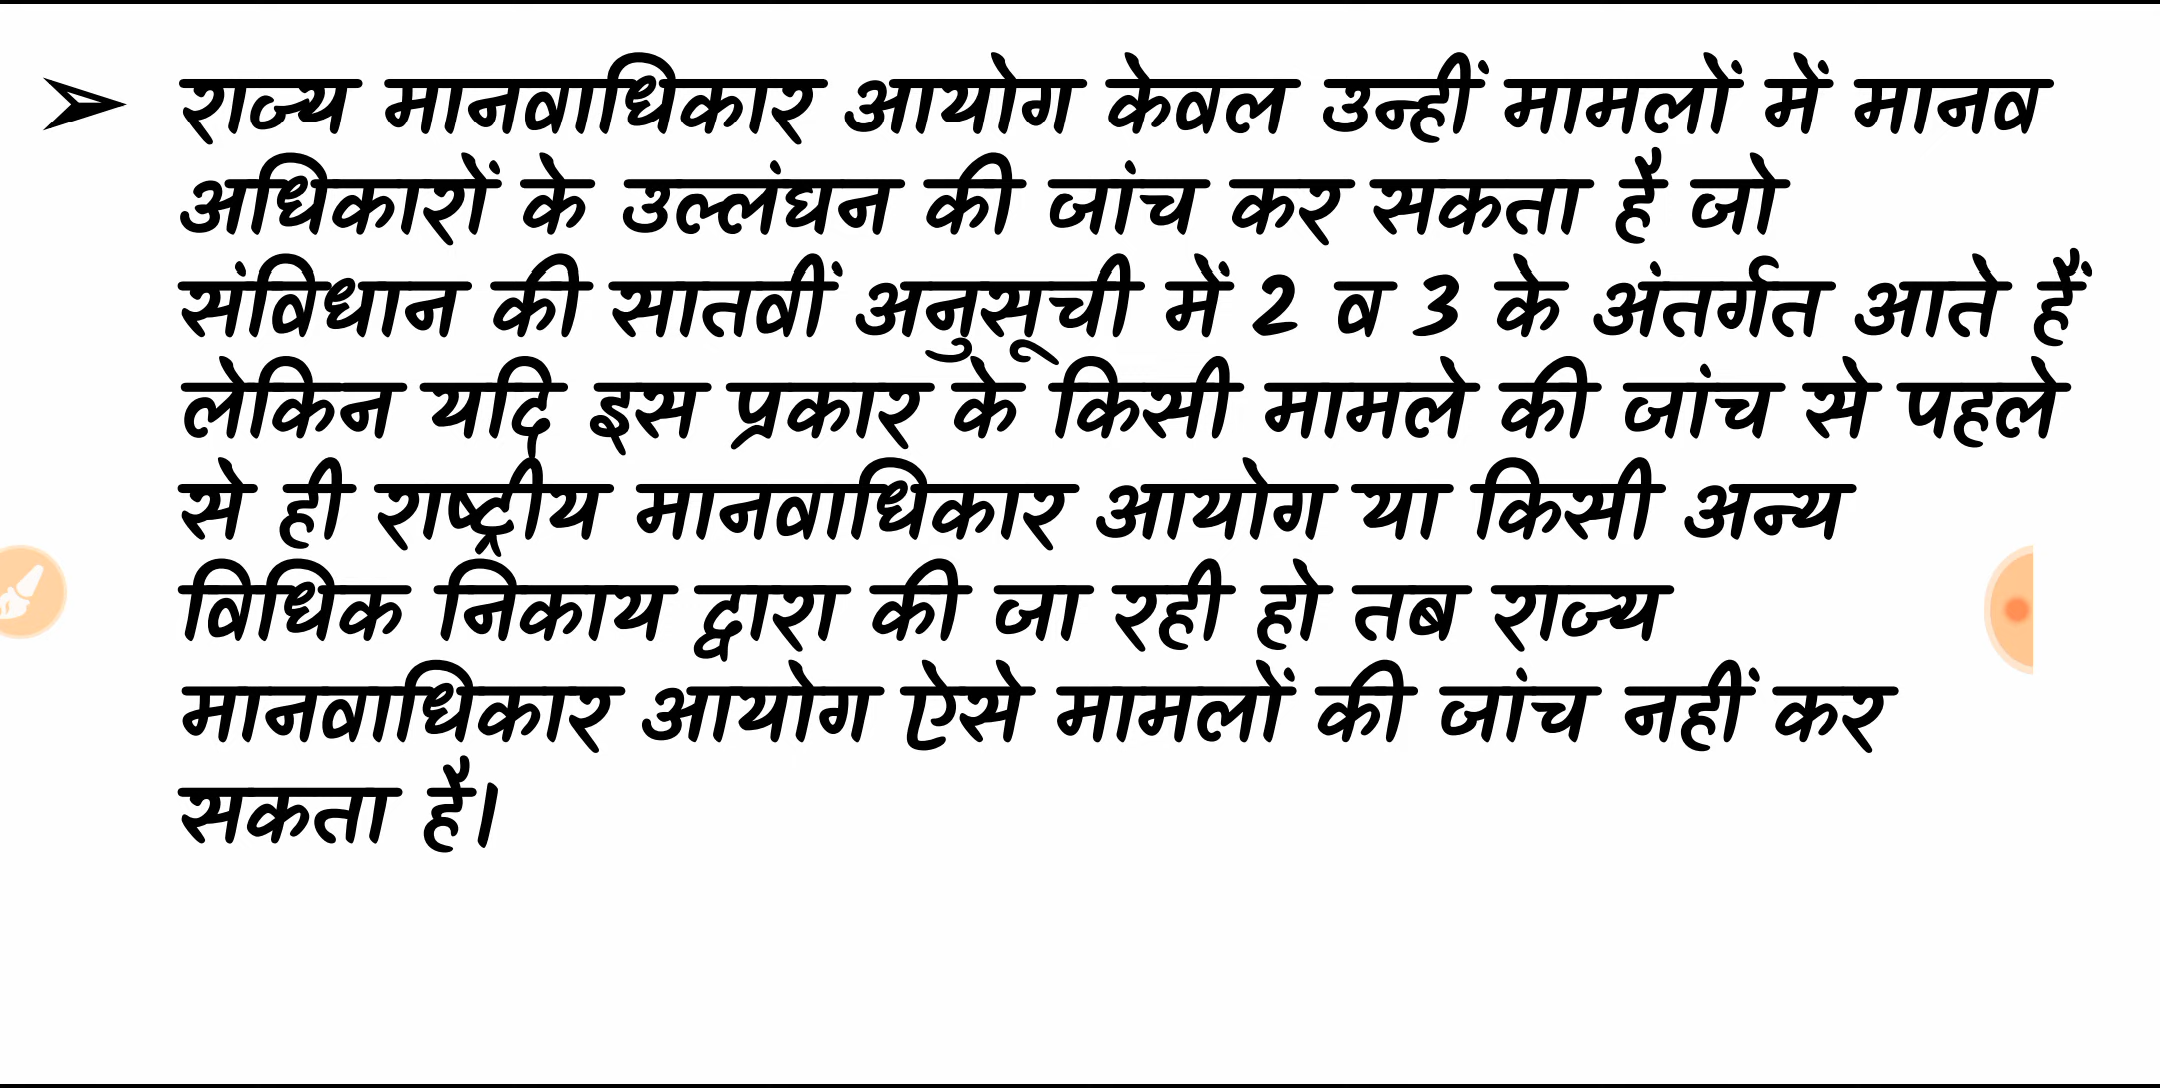 ➢ राज्य मानवाधिकार आयोग केवल उन्हीं मामलों में मानव
अधिकारों के उल्लंघन की जांच कर सकता है जो
संविधान की सातवीं अनुसूची में 2 व 3 के अंतर्गत आते हैं
लेकिन यदि इस प्रकार के किसी मामले की जांच से पहले
से ही राष्ट्रीय मानवाधिकार आयोग या किसी अन्य
विधिक निकाय द्वारा की जा रही हो तब राज्य
मानवाधिकार आयोग ऐसे मामलों की जांच नहीं कर
सकता है।